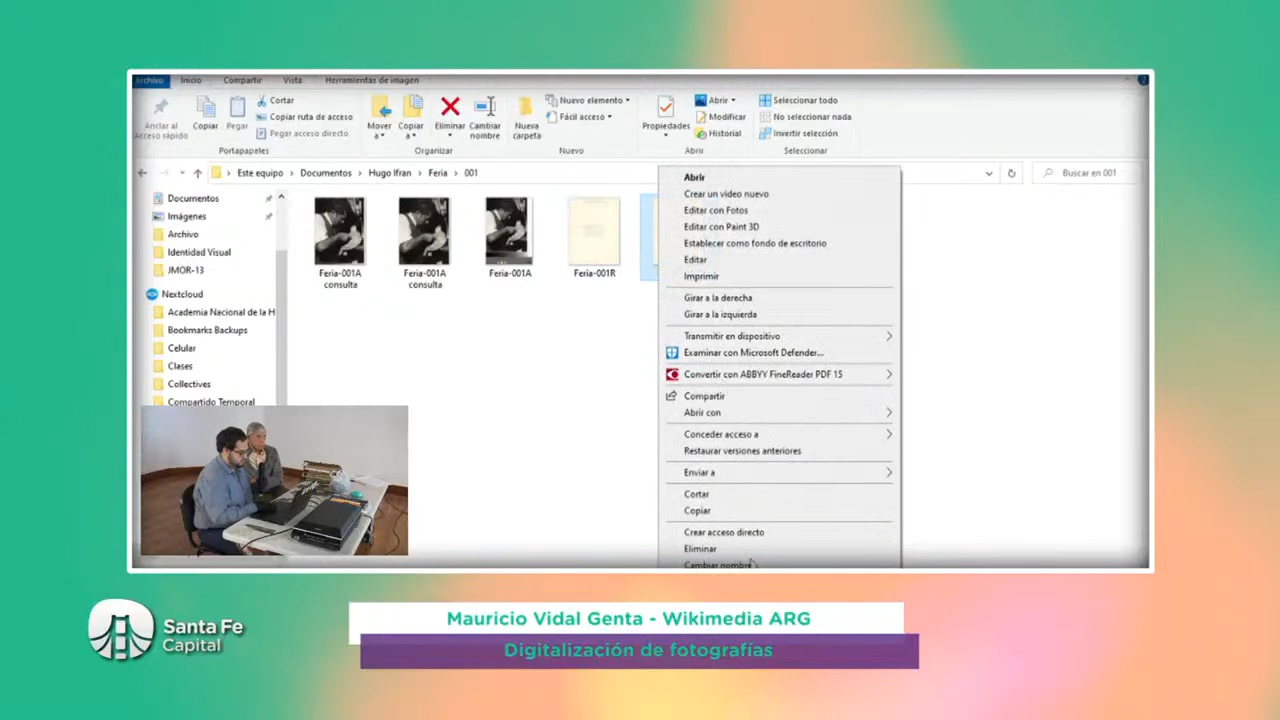 Archivo Inicio Compartir Vista Herramientas de imagen
Anclar al Acceso rápido
Copiar
Pegar
Cortar
Copiar ruta de acceso
Pegar acceso directo
Portapapeles
Mover a
Copiar a
Eliminar
Cambiar nombre
Organizar
Nueva carpeta
Nuevo elemento
Fácil acceso
Nuevo
Propiedades
Abrir
Modificar
Historial
Abrir
Seleccionar todo
No seleccionar nada
Invertir selección
Seleccionar
Este equipo > Documentos > Hugo Ifran > Feria > 001
Buscar en 001
Documentos
Imágenes
Archivo
Identidad Visual
JMOR-13
Nextcloud
Academia Nacional de la H
Bookmarks Backups
Celular
Clases
Collectives
Compartido Temporal
Feria-001A consulta
Feria-001A consulta
Feria-001A
Feria-001R
Abrir
Crear un vídeo nuevo
Editar con Fotos
Editar con Paint 3D
Establecer como fondo de escritorio
Editar
Imprimir
Girar a la derecha
Girar a la izquierda
Transmitir en dispositivo
Examinar con Microsoft Defender...
Convertir con ABBYY FineReader PDF 15
Compartir
Abrir con
Conceder acceso a
Restaurar versiones anteriores
Enviar a
Cortar
Copiar
Crear acceso directo
Eliminar
Cambiar nombre
Santa Fe
Capital
Mauricio Vidal Genta - Wikimedia ARG
Digitalización de fotografías